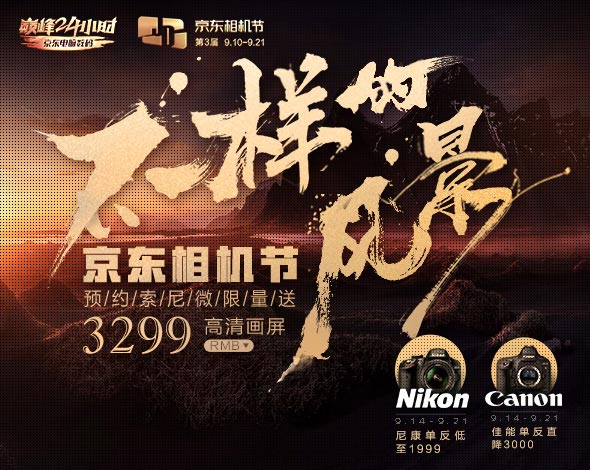 巅峰24小时
京东电脑数码
京东相机节
第3届 9.10-9.21
不一样的
风景
京东相机节
预/约/索/尼/微/限/量/送
3299 高清画屏
RMB
Nikon
9.14-9.21
尼康单反低
至1999
Canon
9.14-9.21
佳能单反直
降3000